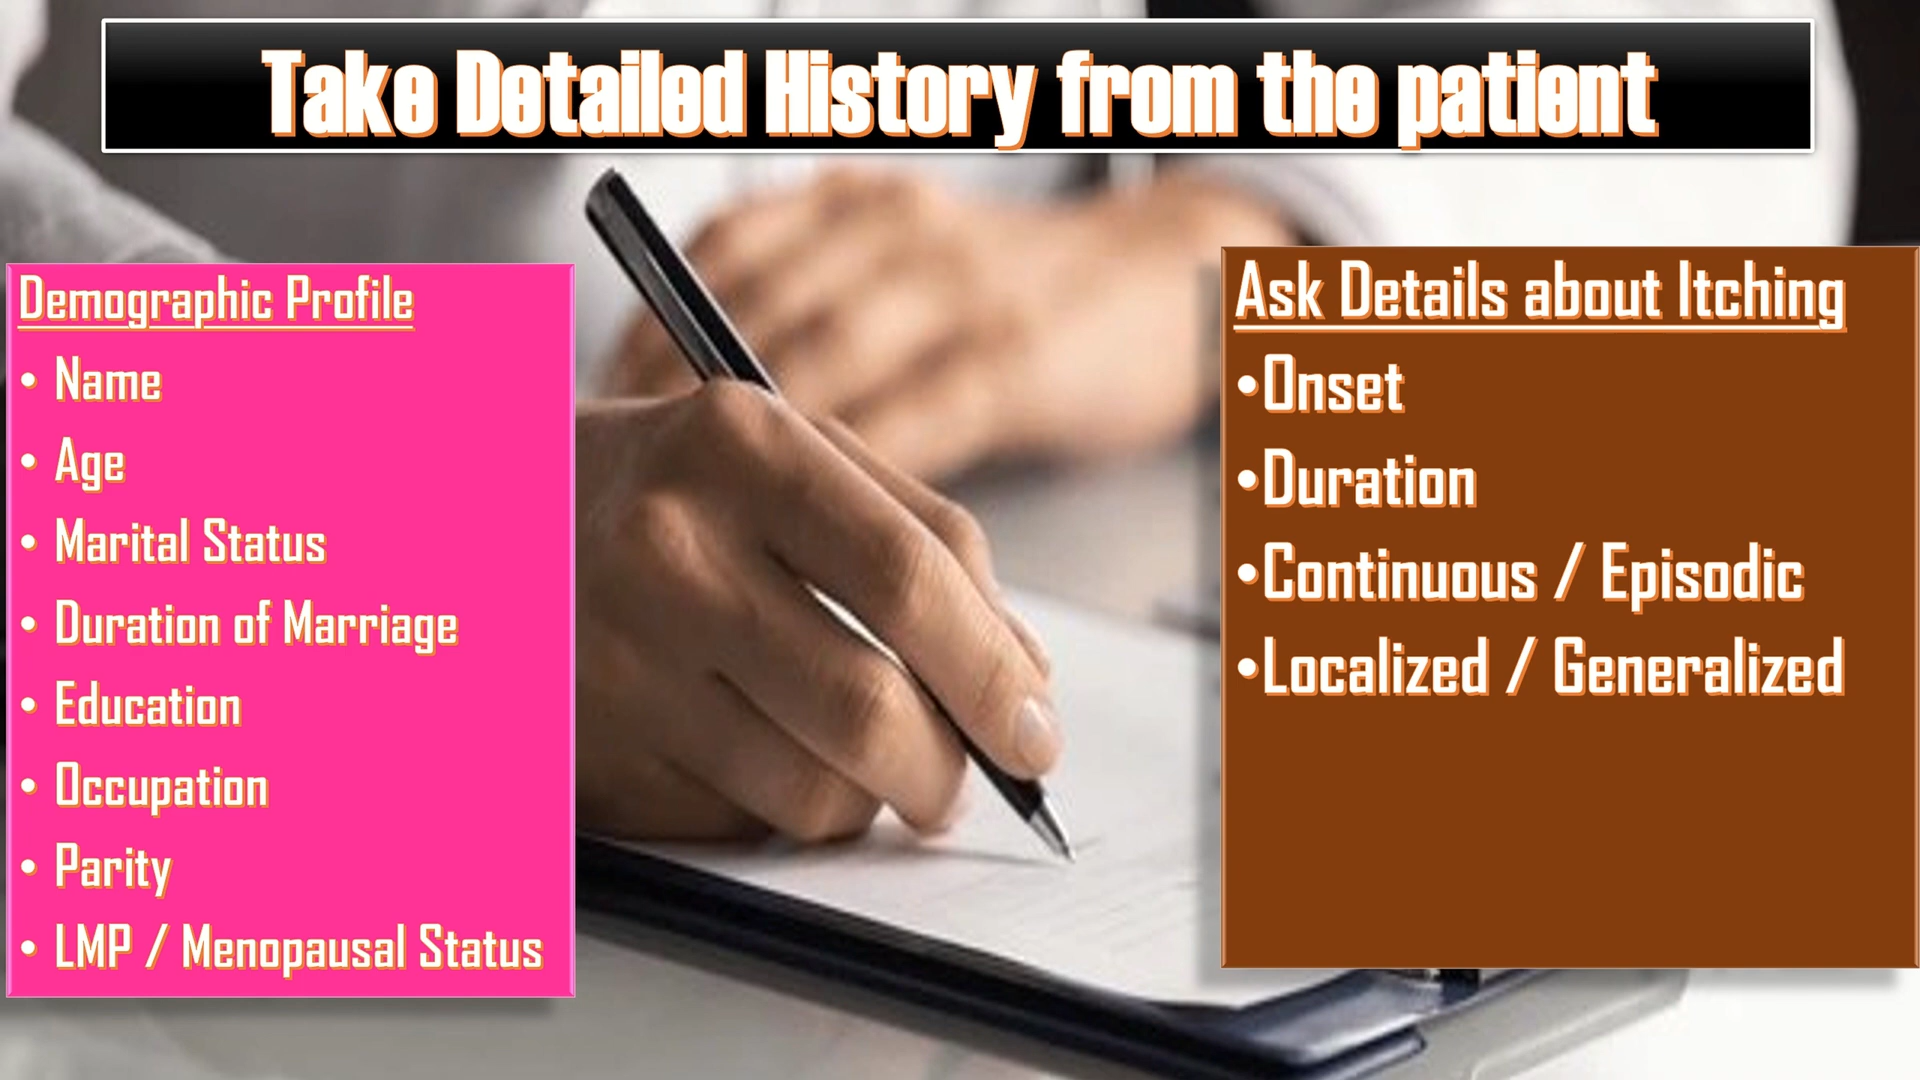 Take Detailed History from the patient
Demographic Profile
• Name
• Age
• Marital Status
• Duration of Marriage
• Education
• Occupation
• Parity
• LMP / Menopausal Status
Ask Details about Itching
•Onset
•Duration
•Continuous / Episodic
•Localized / Generalized